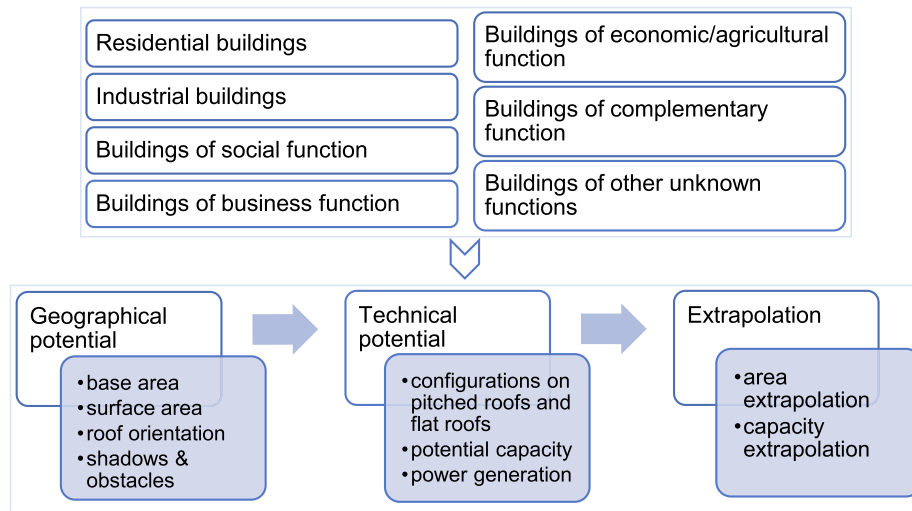 Residential buildings
Industrial buildings
Buildings of social function
Buildings of business function
Buildings of economic/agricultural
function
Buildings of complementary
function
Buildings of other unknown
functions
Geographical
potential
•base area
•surface area
•roof orientation
•shadows &
obstacles
Technical
potential
•configurations on
pitched roofs and
flat roofs
•potential capacity
•power generation
Extrapolation
•area
extrapolation
•capacity
extrapolation